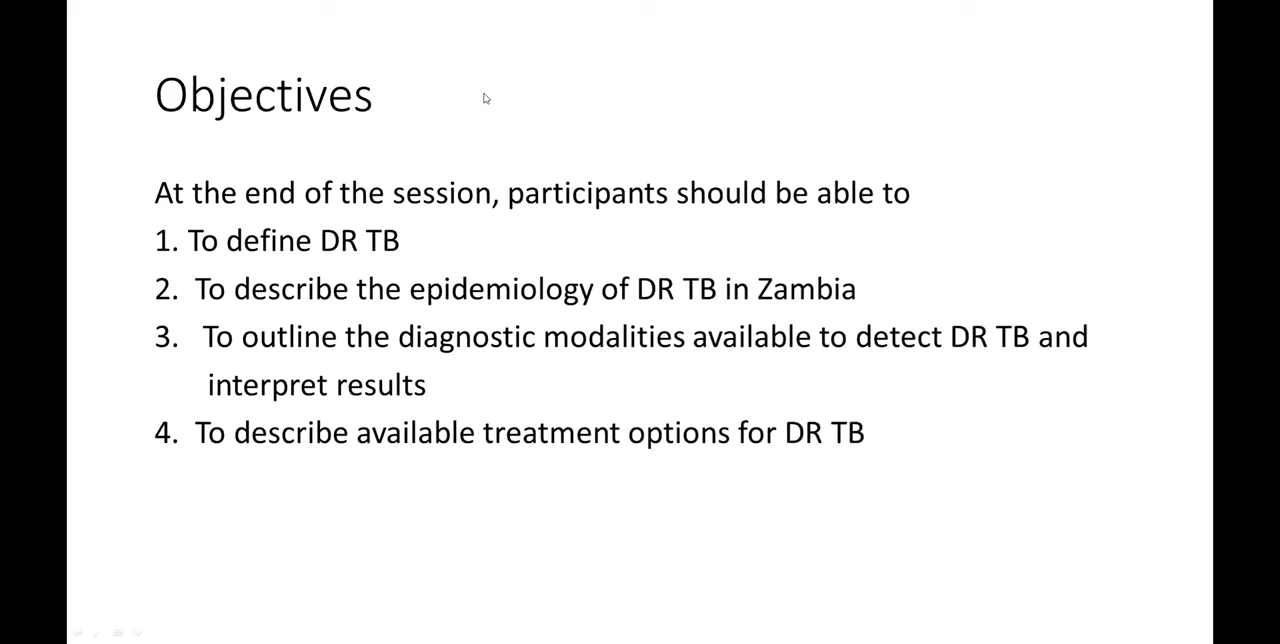 Objectives
At the end of the session, participants should be able to
1. To define DR TB
2. To describe the epidemiology of DR TB in Zambia
3. To outline the diagnostic modalities available to detect DR TB and
interpret results
4. To describe available treatment options for DR TB